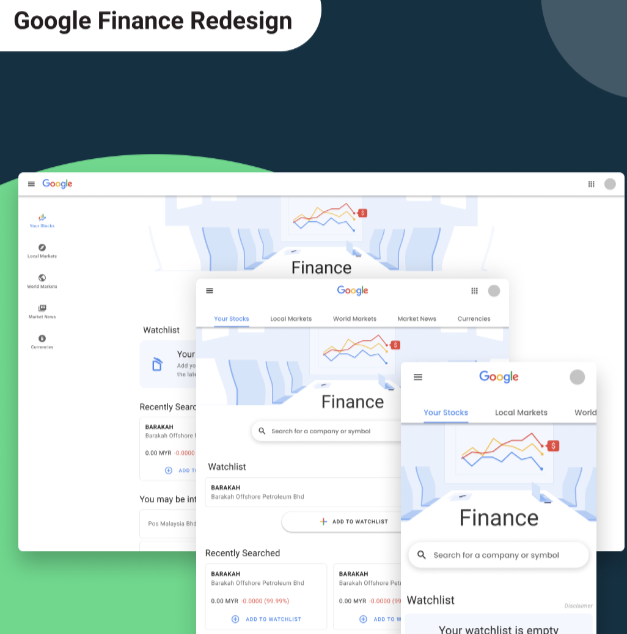 Google Finance Redesign
Google
Your Stocks
Local Markets
World Markets
Market News
Currencies
Finance
Watchlist
Your
Add yo
the late
Recently Searc
BARAKAH
Barakah Offshore
0.00 MYR -0.0000
ADD T
You may be int
Pos Malaysia Bhd
Google
Your Stocks
Local Markets
World Markets
Market News
Currencies
$
Finance
Search for a company or symbol
Watchlist
BARAKAH
Barakah Offshore Petroleum Bhd
ADD TO WATCHLIST
Recently Searched
BARAKAH
Barakah Offshore Petroleum Bhd
0.00 MYR -0.0000 (99.99%)
ADD TO WATCHLIST
BARAKAH
Barakah Offshore Petrol
0.00 MYR -0.0000 (99
ADD TO W
Google
Your Stocks
Local Markets
World
$
Finance
Search for a company or symbol
Watchlist
Disclaimer
Your watchlist is empty